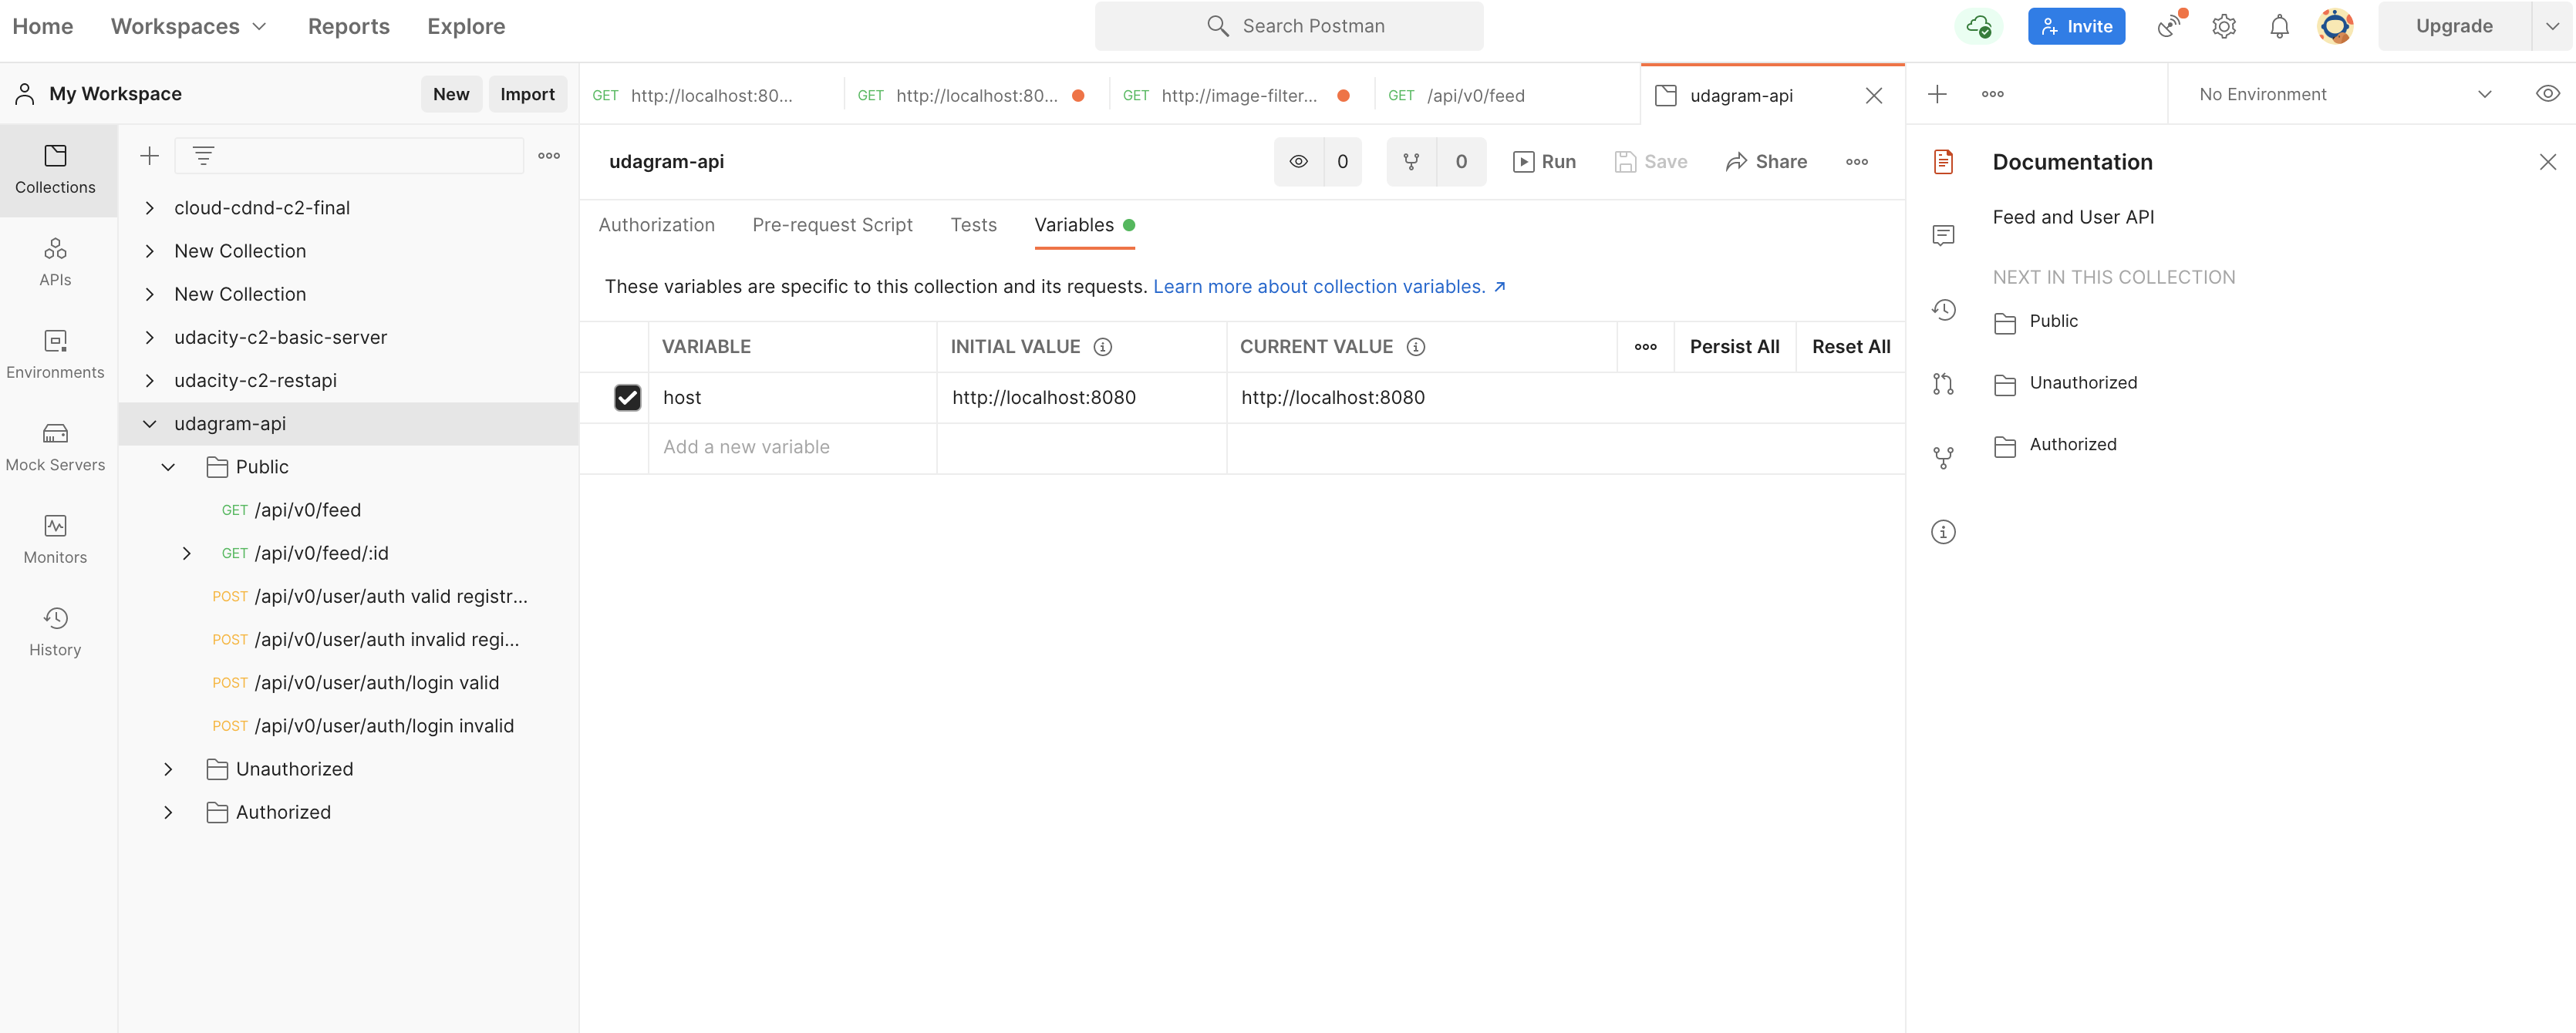 Home Workspaces Reports Explore Search Postman Invite Upgrade
My Workspace New Import
GET http://localhost:80... GET http://localhost:80... GET http://image-filter... GET /api/v0/feed udagram-api
No Environment
Collections
APIs
Environments
Mock Servers
Monitors
History
cloud-cdnd-c2-final
New Collection
New Collection
udacity-c2-basic-server
udacity-c2-restapi
udagram-api
Public
GET /api/v0/feed
GET /api/v0/feed/:id
POST /api/v0/user/auth valid registr...
POST /api/v0/user/auth invalid regi...
POST /api/v0/user/auth/login valid
POST /api/v0/user/auth/login invalid
Unauthorized
Authorized
udagram-api 0 0 Run Save Share
Authorization Pre-request Script Tests Variables
These variables are specific to this collection and its requests. Learn more about collection variables. ↗
VARIABLE INITIAL VALUE CURRENT VALUE Persist All Reset All
host http://localhost:8080 http://localhost:8080
Add a new variable
Documentation
Feed and User API
NEXT IN THIS COLLECTION
Public
Unauthorized
Authorized